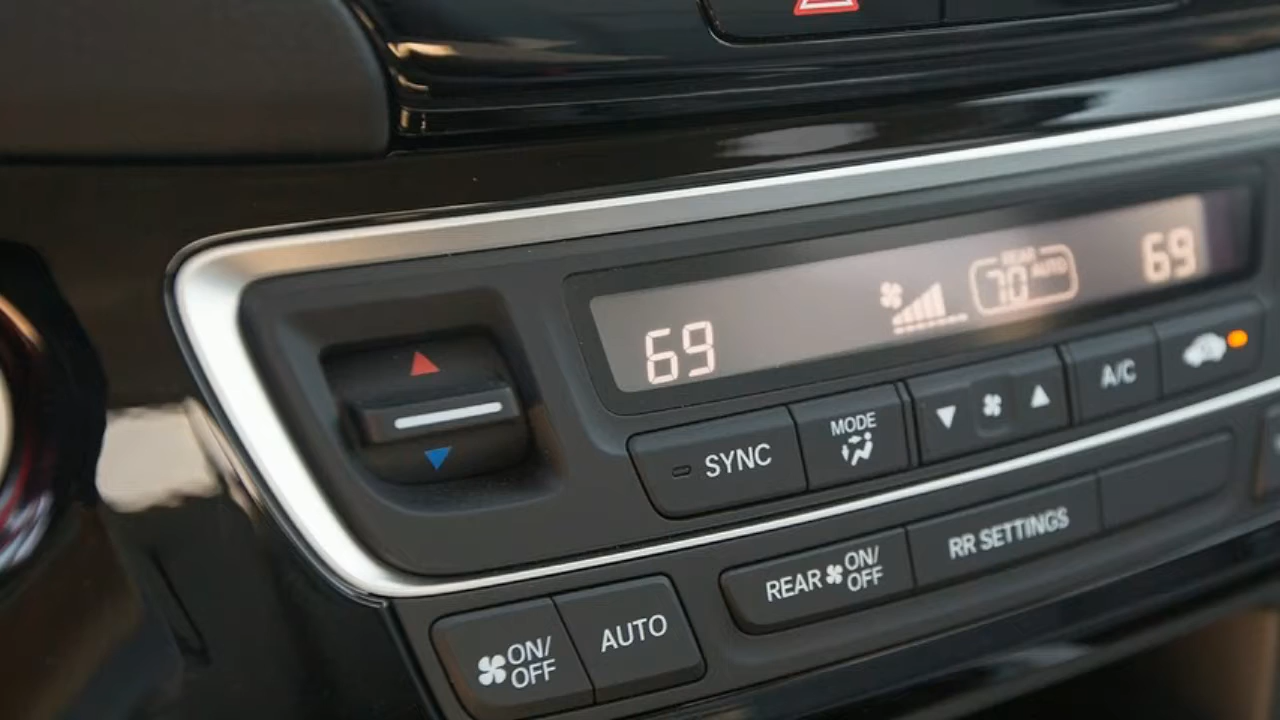 REAR
69
70 AUTO
69
SYNC
MODE
A/C
REAR ON/
OFF
RR SETTINGS
ON/
OFF
AUTO